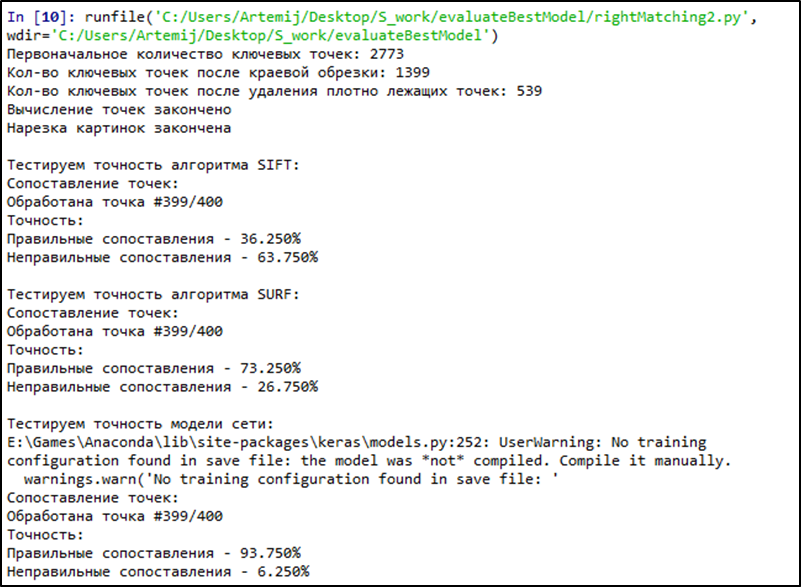 In [10]: runfile('C:/Users/Artemij/Desktop/S_work/evaluateBestModel/rightMatching2.py',
wdir='C:/Users/Artemij/Desktop/S_work/evaluateBestModel')
Первоначальное количество ключевых точек: 2773
Кол-во ключевых точек после краевой обрезки: 1399
Кол-во ключевых точек после удаления плотно лежащих точек: 539
Вычисление точек закончено
Нарезка картинок закончена
Тестируем точность алгоритма SIFT:
Сопоставление точек:
Обработана точка #399/400
Точность:
Правильные сопоставления - 36.250%
Неправильные сопоставления - 63.750%
Тестируем точность алгоритма SURF:
Сопоставление точек:
Обработана точка #399/400
Точность:
Правильные сопоставления - 73.250%
Неправильные сопоставления - 26.750%
Тестируем точность модели сети:
E:\Games\Anaconda\lib\site-packages\keras\models.py:252: UserWarning: No training
configuration found in save file: the model was *not* compiled. Compile it manually.
warnings.warn('No training configuration found in save file: '
Сопоставление точек:
Обработана точка #399/400
Точность:
Правильные сопоставления - 93.750%
Неправильные сопоставления - 6.250%